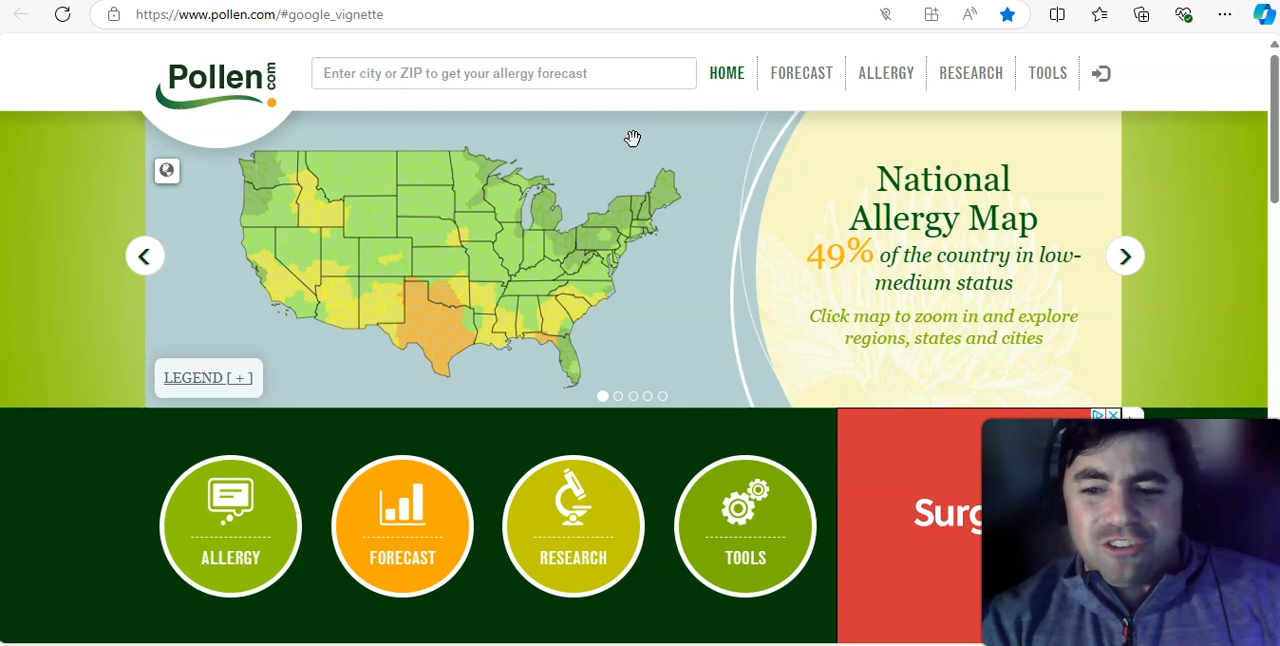 https://www.pollen.com/#google_vignette
Pollen.com
Enter city or ZIP to get your allergy forecast
HOME
FORECAST
ALLERGY
RESEARCH
TOOLS
National
Allergy Map
49% of the country in low-
medium status
Click map to zoom in and explore
regions, states and cities
LEGEND [ + ]
ALLERGY
FORECAST
RESEARCH
TOOLS